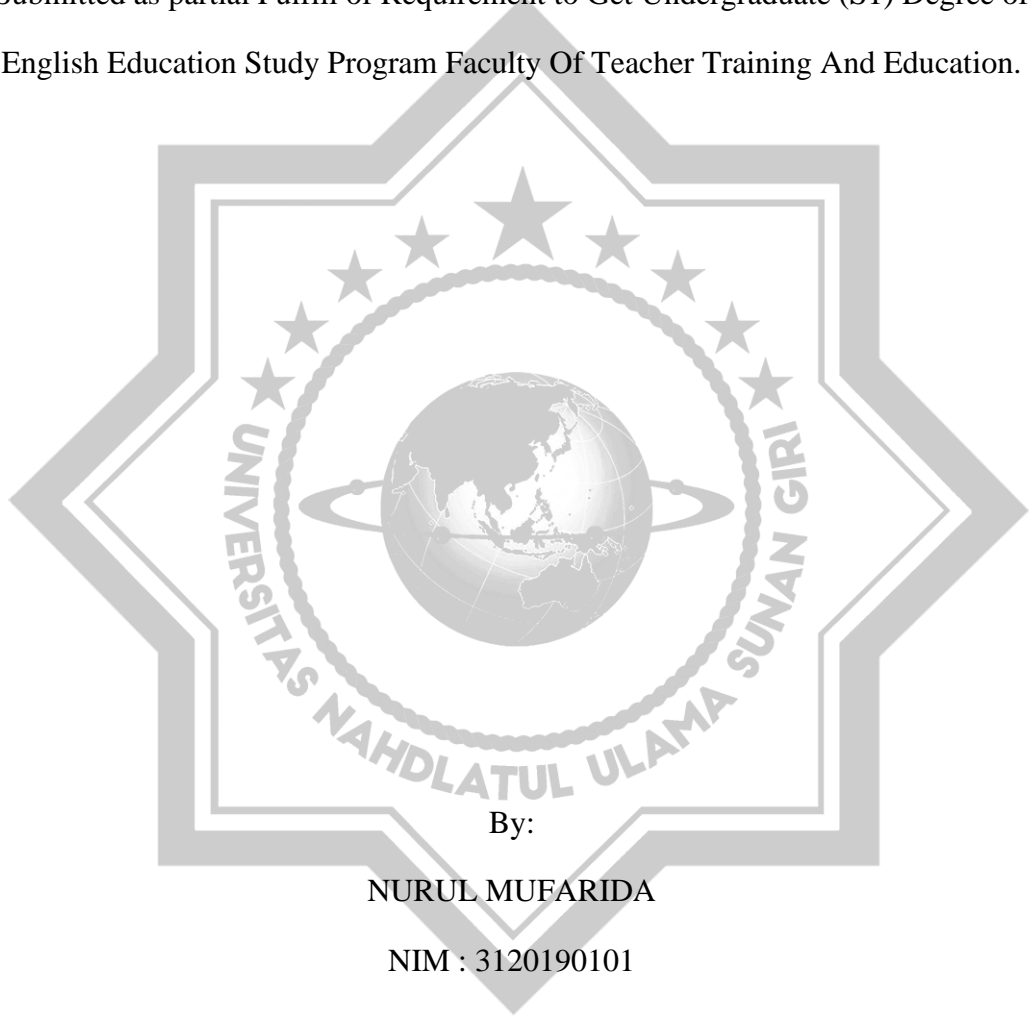 Submitted as partial Fulfill of Requirement to Get Undergraduate (S1) Degree of
English Education Study Program Faculty Of Teacher Training And Education.
UNIVERSITAS NAHDLATUL ULAMA SUNAN GIRI
By:
NURUL MUFARIDA
NIM : 3120190101